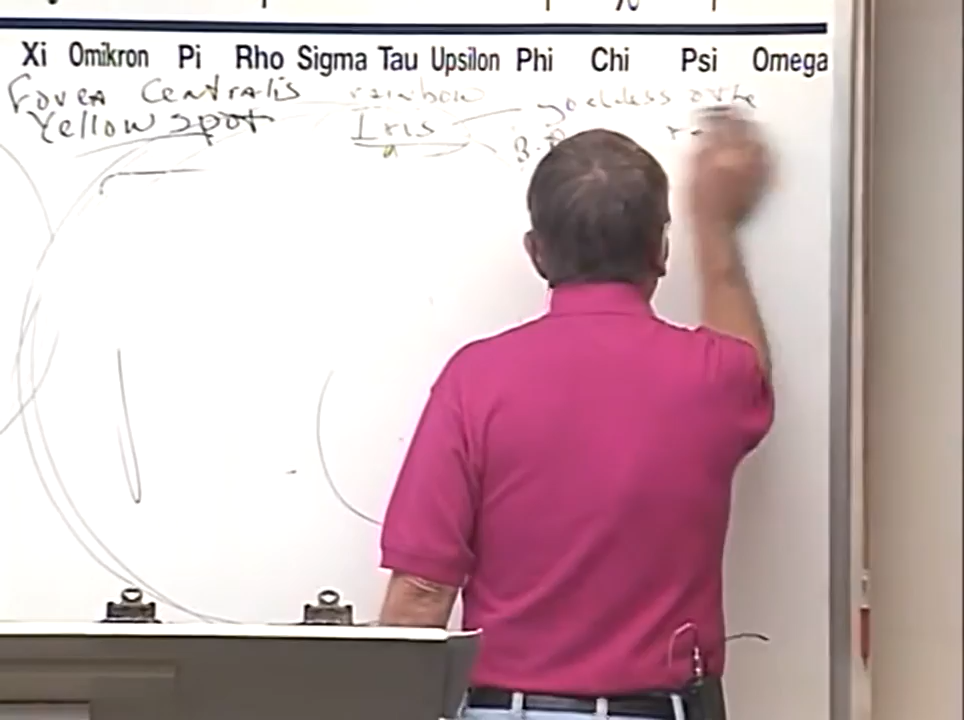 Xi Omikron Pi Rho Sigma Tau Upsilon Phi Chi Psi Omega
Fovea Centralis rainbow goddess of the
Yellow spot Iris